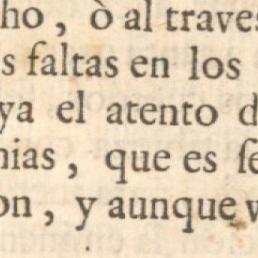 ho, ò al traves
s faltas en los
ya el atento d
nias, que es ſe
on, y aunque v